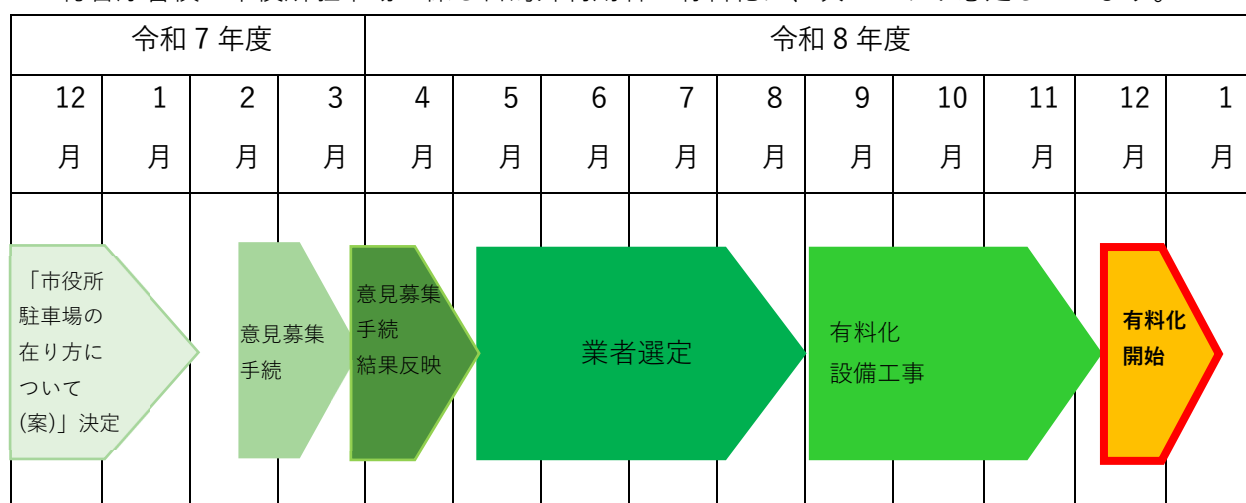 令和 7 年度
令和 8 年度
12
月
1
月
2
月
3
月
4
月
5
月
6
月
7
月
8
月
9
月
10
月
11
月
12
月
1
月
「市役所
駐車場の
在り方に
ついて
(案)」決定
意見募集
手続
意見募集
手続
結果反映
業者選定
有料化
設備工事
有料化
開始